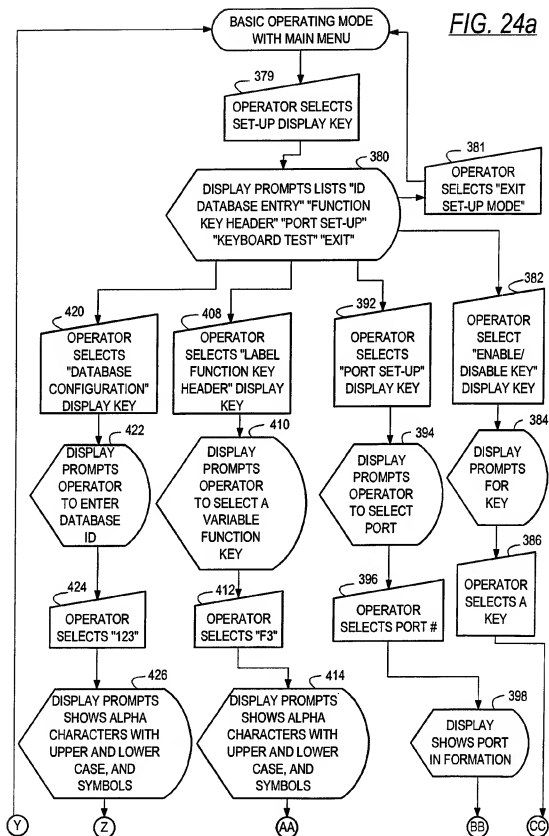 BASIC OPERATING MODE
WITH MAIN MENU
FIG. 24a
379
OPERATOR SELECTS
SET-UP DISPLAY KEY
380
DISPLAY PROMPTS LISTS "ID
DATABASE ENTRY" "FUNCTION
KEY HEADER" "PORT SET-UP"
"KEYBOARD TEST" "EXIT"
381
OPERATOR
SELECTS "EXIT
SET-UP MODE"
420
OPERATOR
SELECTS
"DATABASE
CONFIGURATION"
DISPLAY KEY
408
OPERATOR
SELECTS "LABEL
FUNCTION KEY
HEADER" DISPLAY
KEY
392
OPERATOR
SELECTS
"PORT SET-UP"
DISPLAY KEY
382
OPERATOR
SELECT
"ENABLE/
DISABLE KEY"
DISPLAY KEY
422
DISPLAY
PROMPTS
OPERATOR
TO ENTER
DATABASE
ID
410
DISPLAY
PROMPTS
OPERATOR
TO SELECT A
VARIABLE
FUNCTION
KEY
394
DISPLAY
PROMPTS
OPERATOR
TO SELECT
PORT
384
DISPLAY
PROMPTS
FOR
KEY
424
OPERATOR
SELECTS "123"
412
OPERATOR
SELECTS "F3"
396
OPERATOR
SELECTS PORT #
386
OPERATOR
SELECTS A
KEY
426
DISPLAY PROMPTS
SHOWS ALPHA
CHARACTERS WITH
UPPER AND LOWER
CASE, AND
SYMBOLS
414
DISPLAY PROMPTS
SHOWS ALPHA
CHARACTERS WITH
UPPER AND LOWER
CASE, AND
SYMBOLS
398
DISPLAY
SHOWS PORT
IN FORMATION
Y
Z
AA
BB
CC